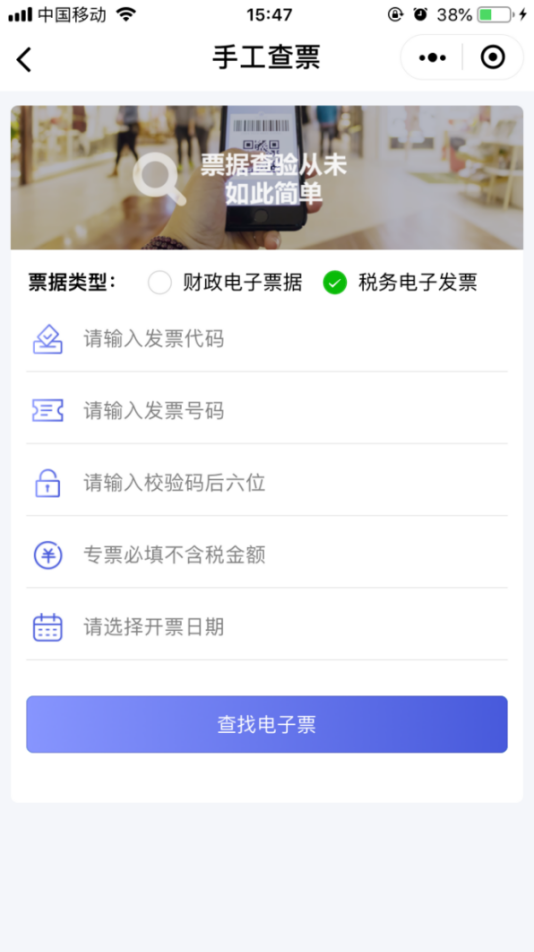 中国移动 15:47 38%
手工查票
票据查验从未
如此简单
票据类型： 财政电子票据 税务电子发票
请输入发票代码
请输入发票号码
请输入校验码后六位
专票必填不含税金额
请选择开票日期
查找电子票